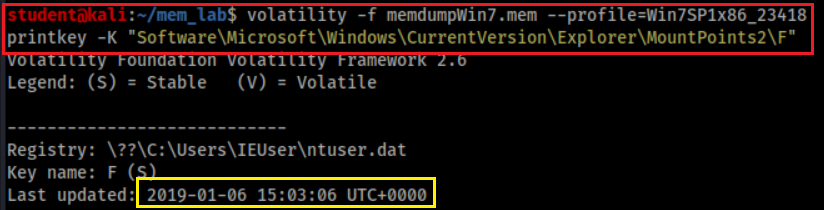 student@kali:~/mem_lab$ volatility -f memdumpWin7.mem --profile=Win7SP1x86_23418
printkey -K "Software\Microsoft\Windows\CurrentVersion\Explorer\MountPoints2\F"
Volatility Foundation Volatility Framework 2.6
Legend: (S) = Stable   (V) = Volatile
----------------------------
Registry: \??\C:\Users\IEUser\ntuser.dat
Key name: F (S)
Last updated: 2019-01-06 15:03:06 UTC+0000